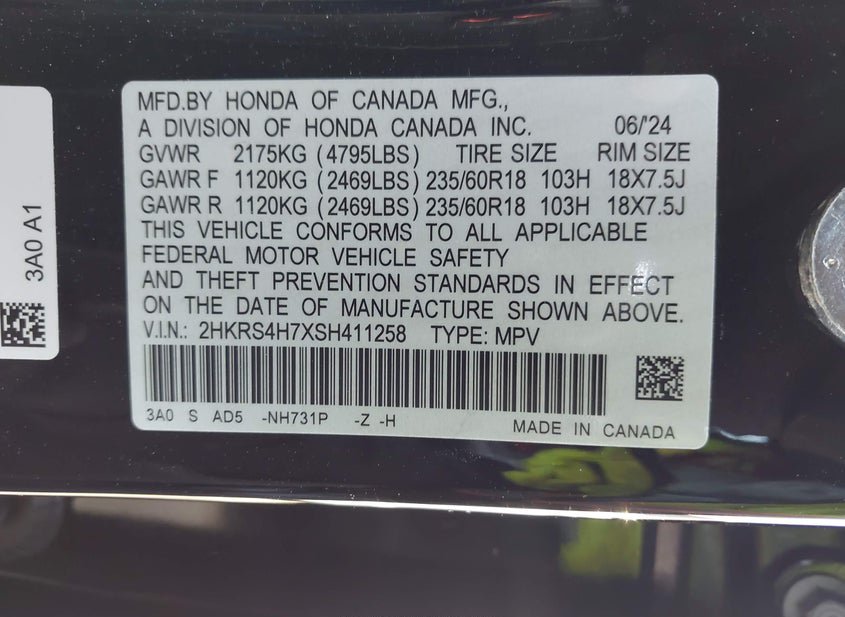 MFD.BY HONDA OF CANADA MFG.,
A DIVISION OF HONDA CANADA INC. 06/'24
GVWR 2175KG (4795LBS) TIRE SIZE RIM SIZE
GAWR F 1120KG (2469LBS) 235/60R18 103H 18X7.5J
GAWR R 1120KG (2469LBS) 235/60R18 103H 18X7.5J
THIS VEHICLE CONFORMS TO ALL APPLICABLE
FEDERAL MOTOR VEHICLE SAFETY
AND THEFT PREVENTION STANDARDS IN EFFECT
ON THE DATE OF MANUFACTURE SHOWN ABOVE.
V.I.N.: 2HKRS4H7XSH411258 TYPE: MPV
3A0 S AD5 -NH731P -Z -H MADE IN CANADA
3A0 A1